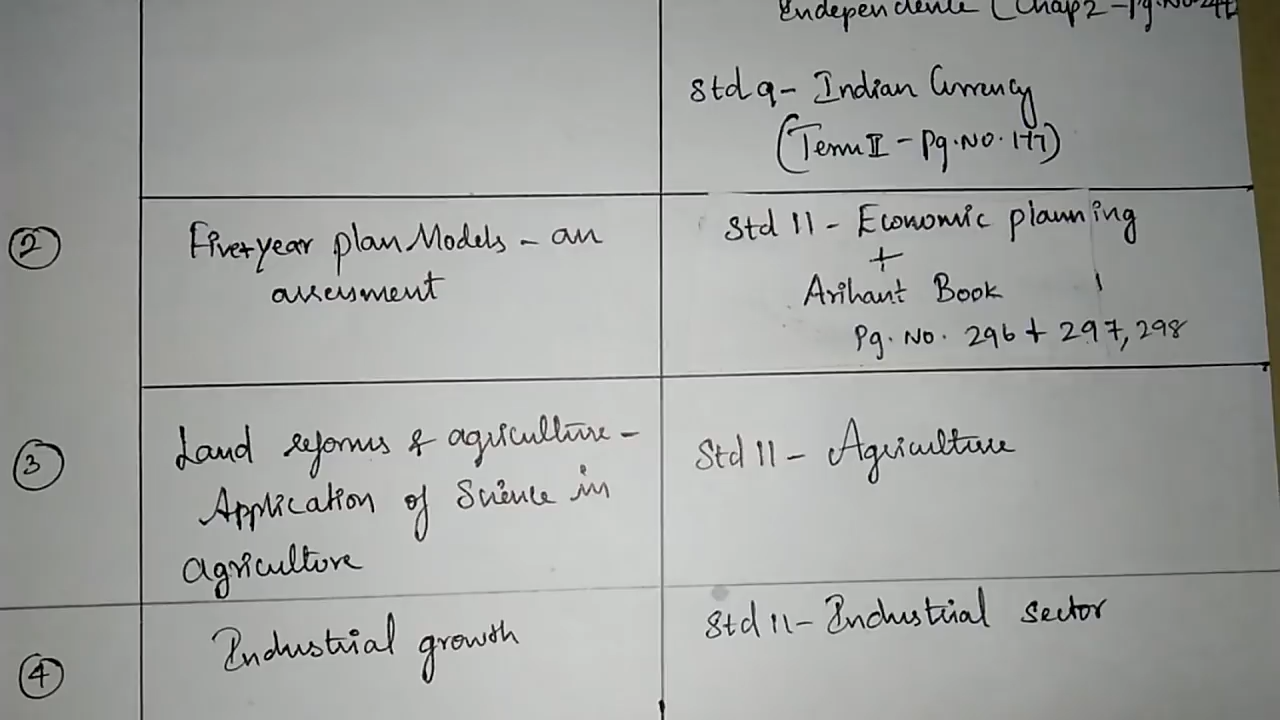 Independence (Chap 2 - Pg.No.
Std 9 - Indian Currency
(Term II - Pg.No. 177)
② Five year plan Models - an
assessment
Std 11 - Economic planning
+
Arihant Book
Pg. No. 296 + 297, 298
③ Land reforms & agriculture -
Application of Science in
agriculture
Std 11 - Agriculture
④ Industrial growth
Std 11 - Industrial sector